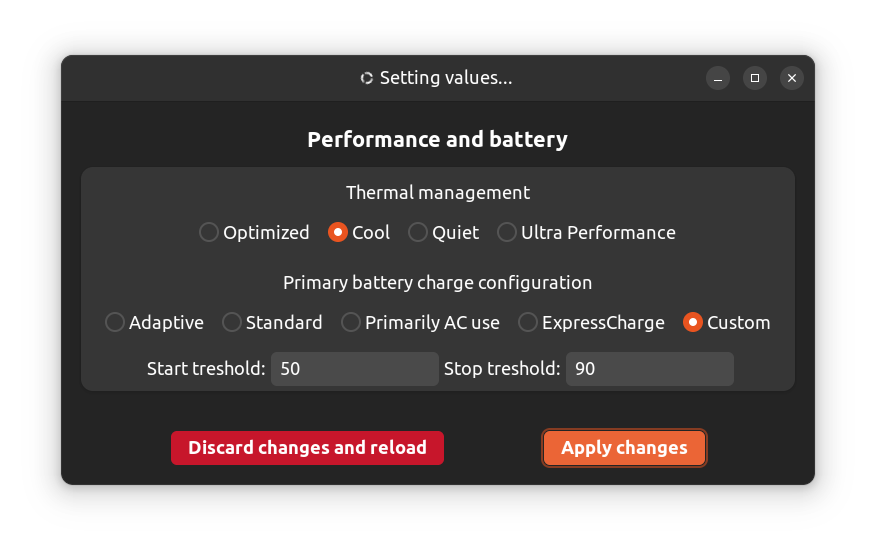 Setting values...
Performance and battery
Thermal management
Optimized Cool Quiet Ultra Performance
Primary battery charge configuration
Adaptive Standard Primarily AC use ExpressCharge Custom
Start treshold: 50 Stop treshold: 90
Discard changes and reload Apply changes